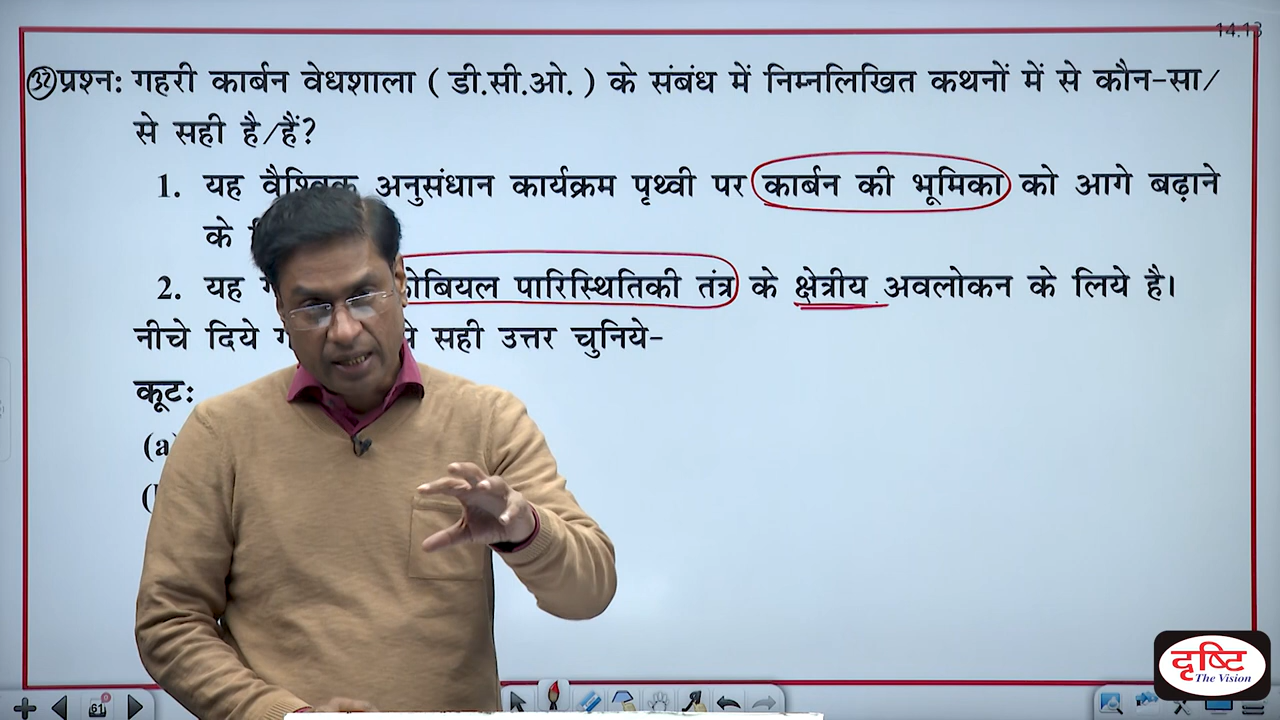 14.13
32 प्रश्न: गहरी कार्बन वेधशाला ( डी.सी.ओ. ) के संबंध में निम्नलिखित कथनों में से कौन-सा/
से सही है/हैं?
1. यह वैश्विक अनुसंधान कार्यक्रम पृथ्वी पर कार्बन की भूमिका को आगे बढ़ाने
के
2. यह पारिस्थितिकी तंत्र के क्षेत्रीय अवलोकन के लिये है।
नीचे दिये सही उत्तर चुनिये-
कूट:
(a)
61
दृष्टि
The Vision